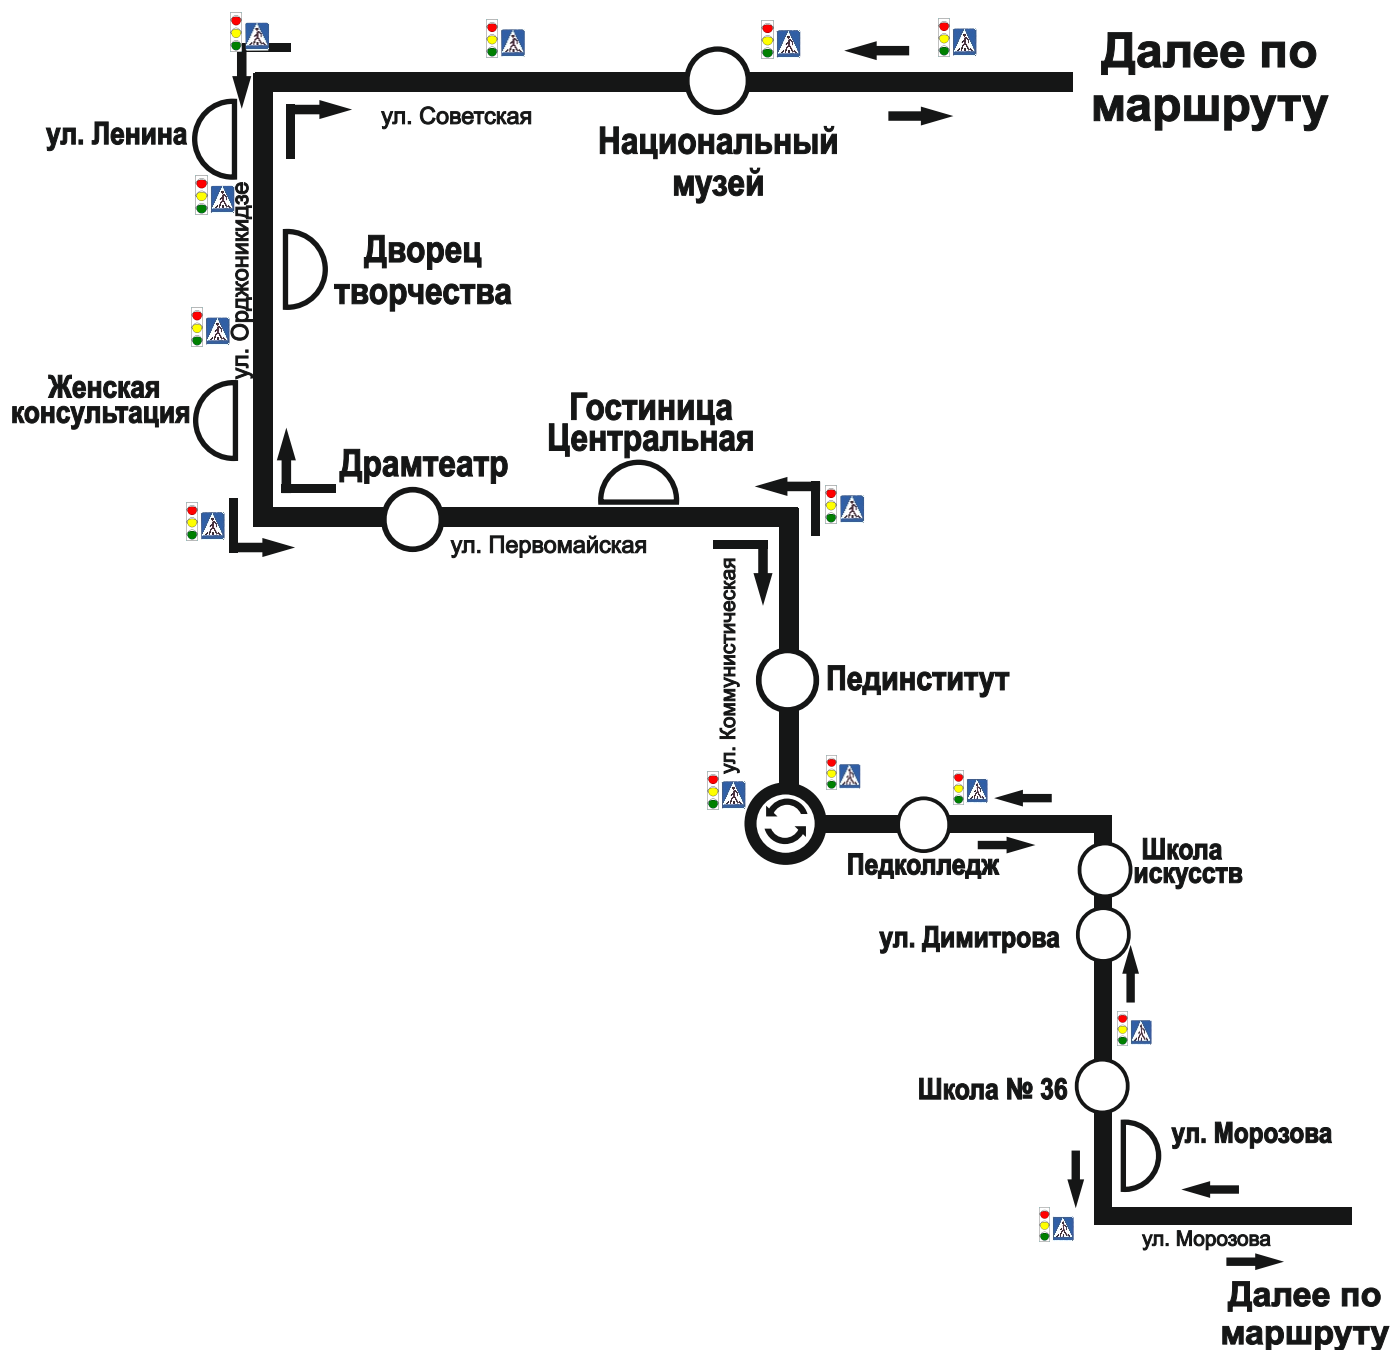 Далее по
маршруту
ул. Советская
ул. Ленина
Национальный
музей
ул. Орджоникидзе
Дворец
творчества
Женская
консультация
Гостиница
Центральная
Драмтеатр
ул. Первомайская
ул. Коммунистическая
Пединститут
Педколледж
Школа
искусств
ул. Димитрова
Школа № 36
ул. Морозова
ул. Морозова
Далее по
маршруту